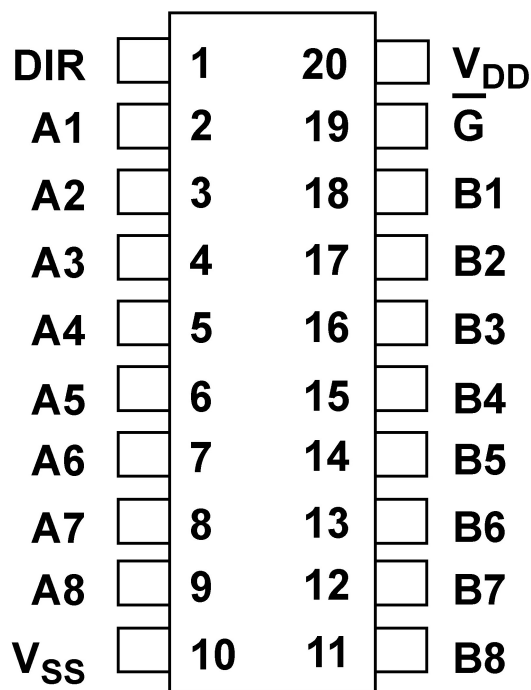 DIR 1 20 VDD
A1 2 19 G̅
A2 3 18 B1
A3 4 17 B2
A4 5 16 B3
A5 6 15 B4
A6 7 14 B5
A7 8 13 B6
A8 9 12 B7
VSS 10 11 B8